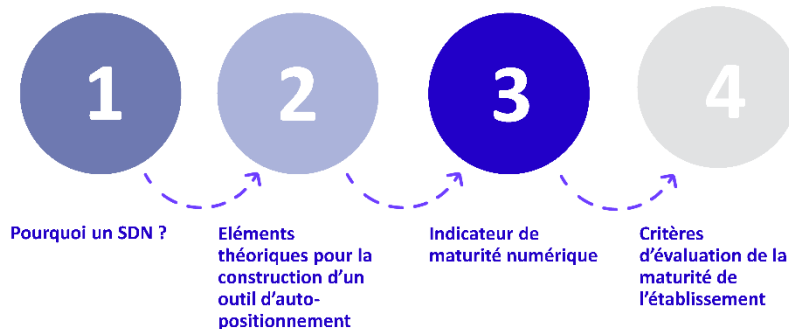 1
2
3
4
Pourquoi un SDN ?
Eléments
théoriques pour la
construction d'un
outil d'auto-
positionnement
Indicateur de
maturité numérique
Critères
d'évaluation de la
maturité de
l'établissement